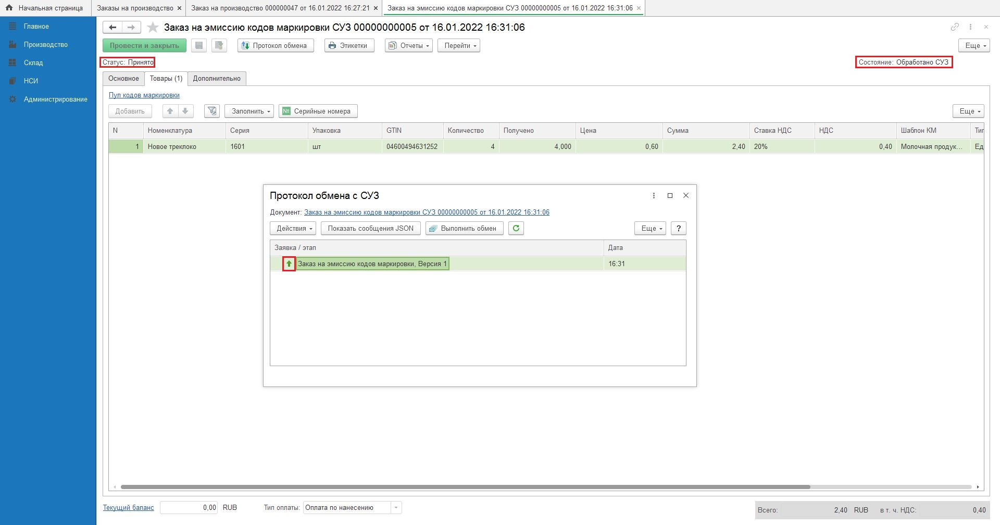 Начальная страница
Заказы на производство ×
Заказ на производство 000000047 от 16.01.2022 16:27:21 ×
Заказ на эмиссию кодов маркировки СУЗ 00000000005 от 16.01.2022 16:31:06 ×
Главное
Производство
Склад
НСИ
Администрирование
Заказ на эмиссию кодов маркировки СУЗ 00000000005 от 16.01.2022 16:31:06
Провести и закрыть
Протокол обмена
Этикетки
Отчеты
Перейти
Еще
Статус: Принято
Состояние: Обработано СУЗ
Основное
Товары (1)
Дополнительно
Пул кодов маркировки
Добавить
Заполнить
№ Серийные номера
Еще
N Номенклатура Серия Упаковка GTIN Количество Получено Цена Сумма Ставка НДС НДС Шаблон КМ Тип
1 Новое треклоко 1601 шт 04600494631252 4 4,000 0,60 2,40 20% 0,40 Молочная продук... Ед
Протокол обмена с СУЗ
Документ: Заказ на эмиссию кодов маркировки СУЗ 00000000005 от 16.01.2022 16:31:06
Действия
Показать сообщения JSON
Выполнить обмен
Еще
?
Заявка / этап Дата
Заказ на эмиссию кодов маркировки, Версия 1 16:31
Текущий баланс 0,00 RUB
Тип оплаты: Оплата по нанесению
Всего: 2,40 RUB в т. ч. НДС: 0,40